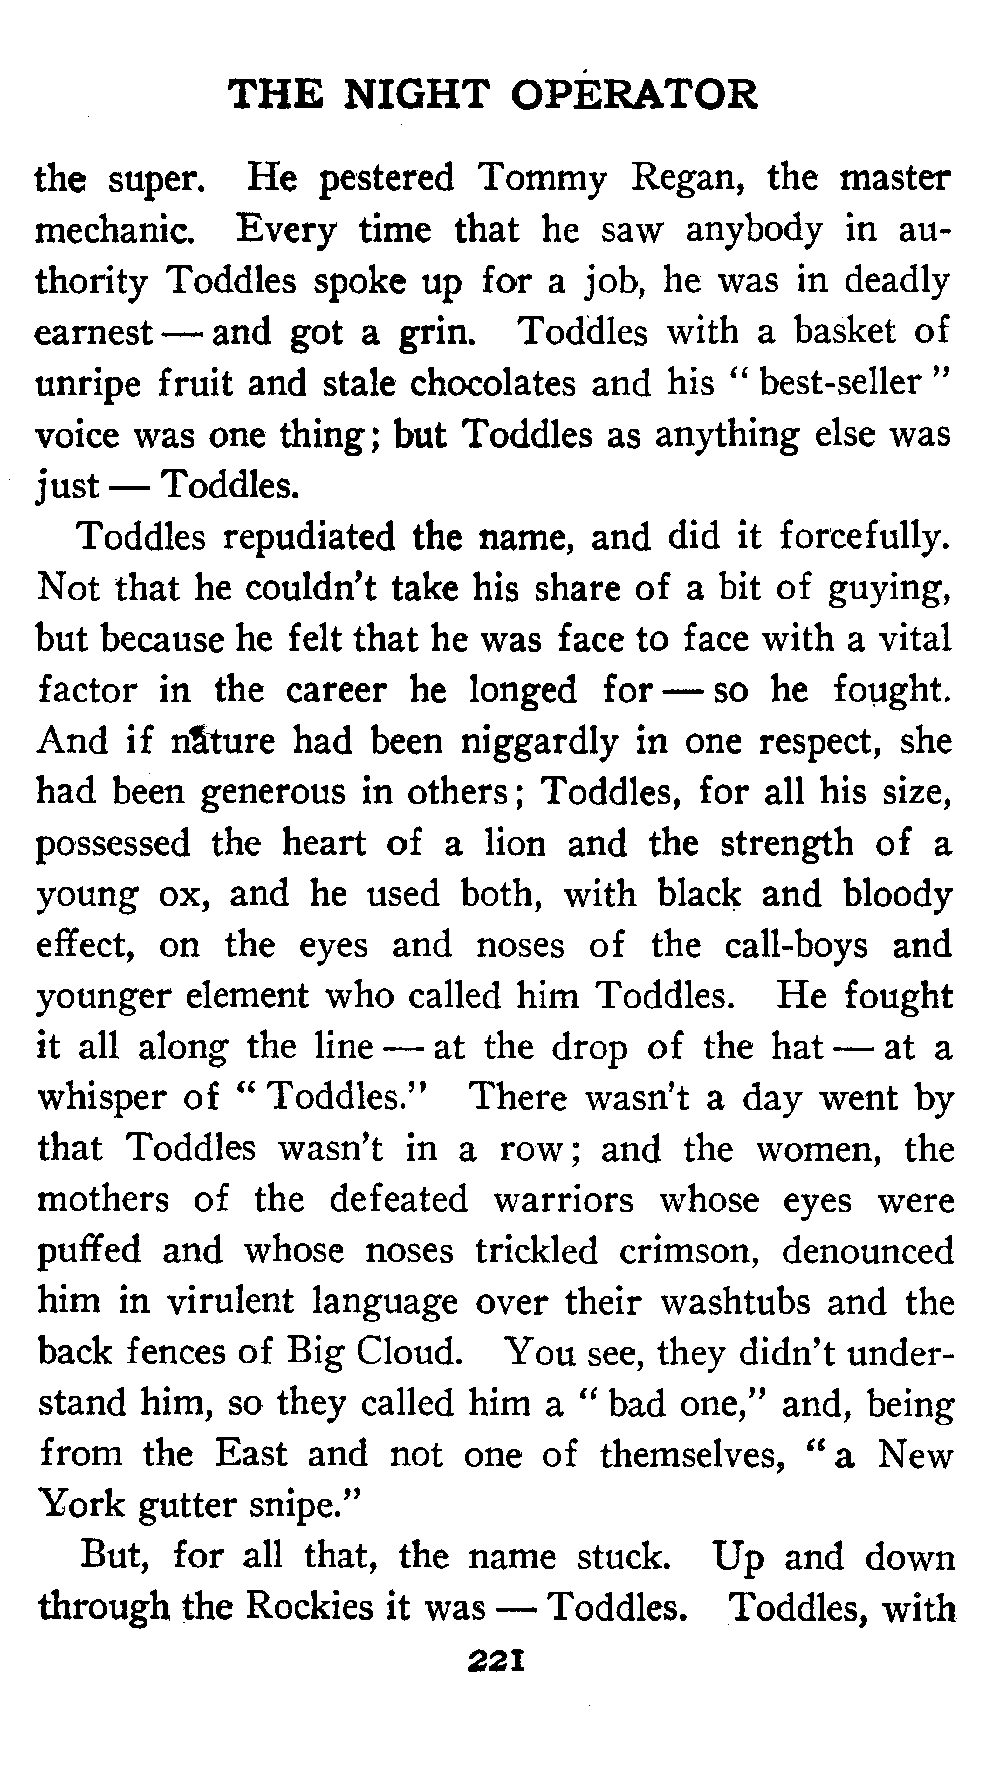 THE NIGHT OPERATOR
the super. He pestered Tommy Regan, the master
mechanic. Every time that he saw anybody in au-
thority Toddles spoke up for a job, he was in deadly
earnest — and got a grin. Toddles with a basket of
unripe fruit and stale chocolates and his “ best-seller ”
voice was one thing; but Toddles as anything else was
just — Toddles.
Toddles repudiated the name, and did it forcefully.
Not that he couldn't take his share of a bit of guying,
but because he felt that he was face to face with a vital
factor in the career he longed for — so he fought.
And if nature had been niggardly in one respect, she
had been generous in others; Toddles, for all his size,
possessed the heart of a lion and the strength of a
young ox, and he used both, with black and bloody
effect, on the eyes and noses of the call-boys and
younger element who called him Toddles. He fought
it all along the line — at the drop of the hat — at a
whisper of “ Toddles.” There wasn't a day went by
that Toddles wasn't in a row; and the women, the
mothers of the defeated warriors whose eyes were
puffed and whose noses trickled crimson, denounced
him in virulent language over their washtubs and the
back fences of Big Cloud. You see, they didn't under-
stand him, so they called him a “ bad one,” and, being
from the East and not one of themselves, “ a New
York gutter snipe.”
But, for all that, the name stuck. Up and down
through the Rockies it was — Toddles. Toddles, with
221